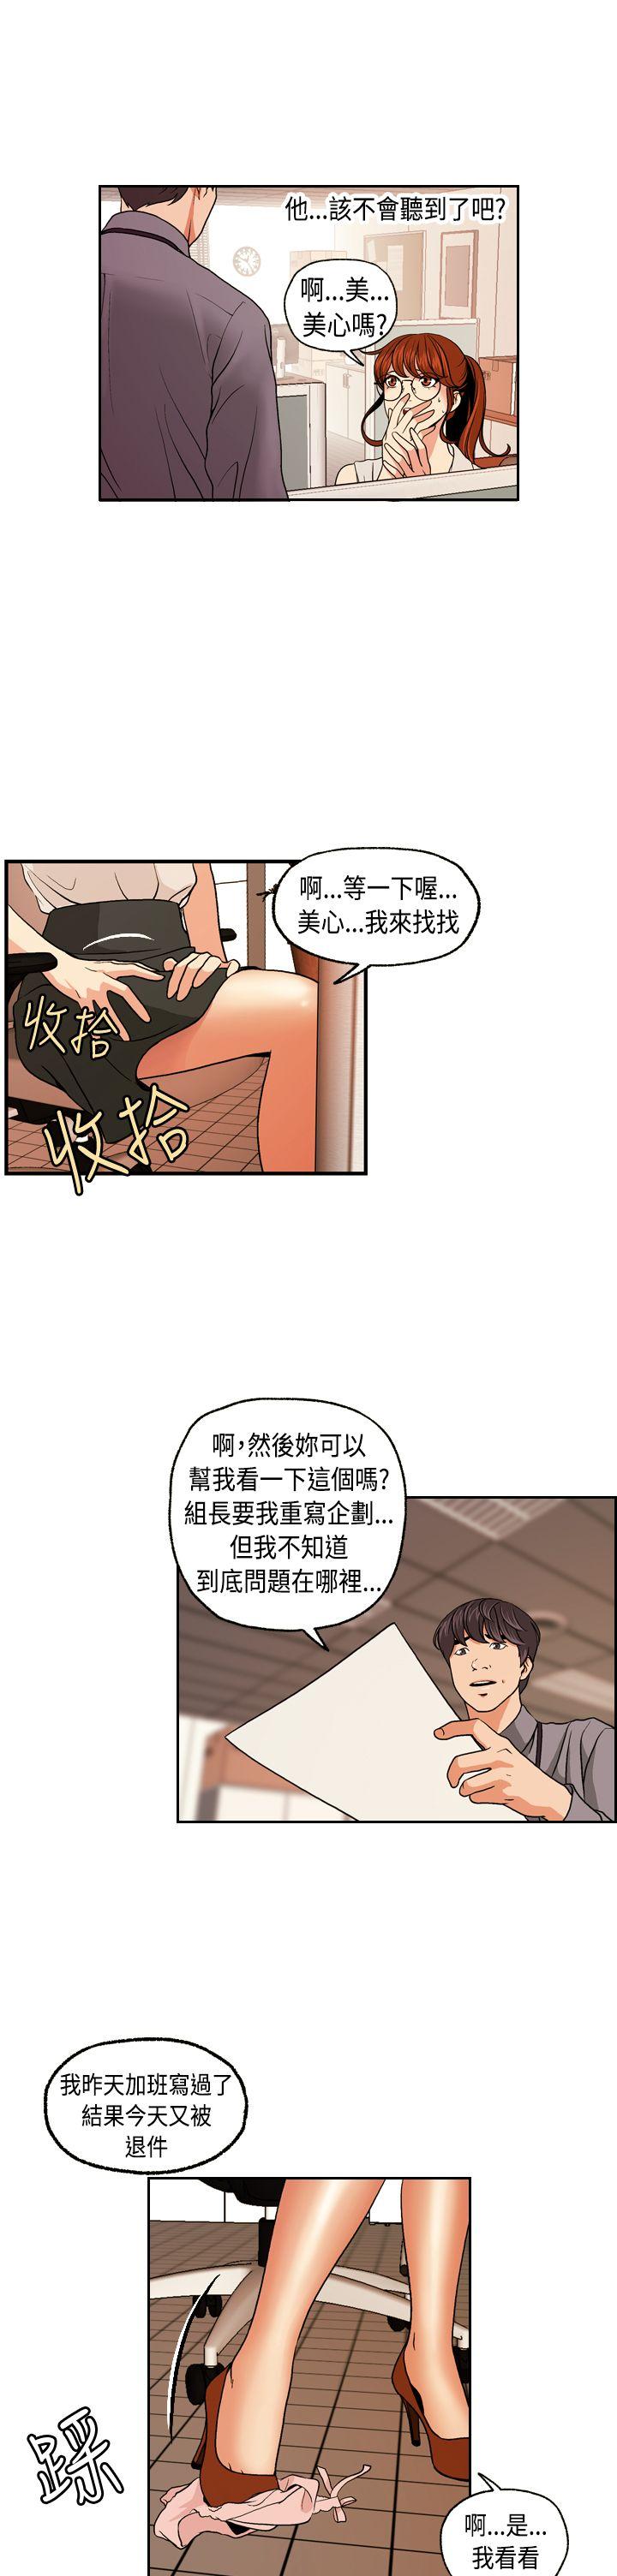 他...該不會聽到了吧?
啊...美...
美心嗎?
啊...等一下喔...
美心...我來找找
收拾
收拾
啊,然後妳可以
幫我看一下這個嗎?
組長要我重寫企劃...
但我不知道
到底問題在哪裡...
我昨天加班寫過了
結果今天又被
退件
踩
啊...是...
我看看